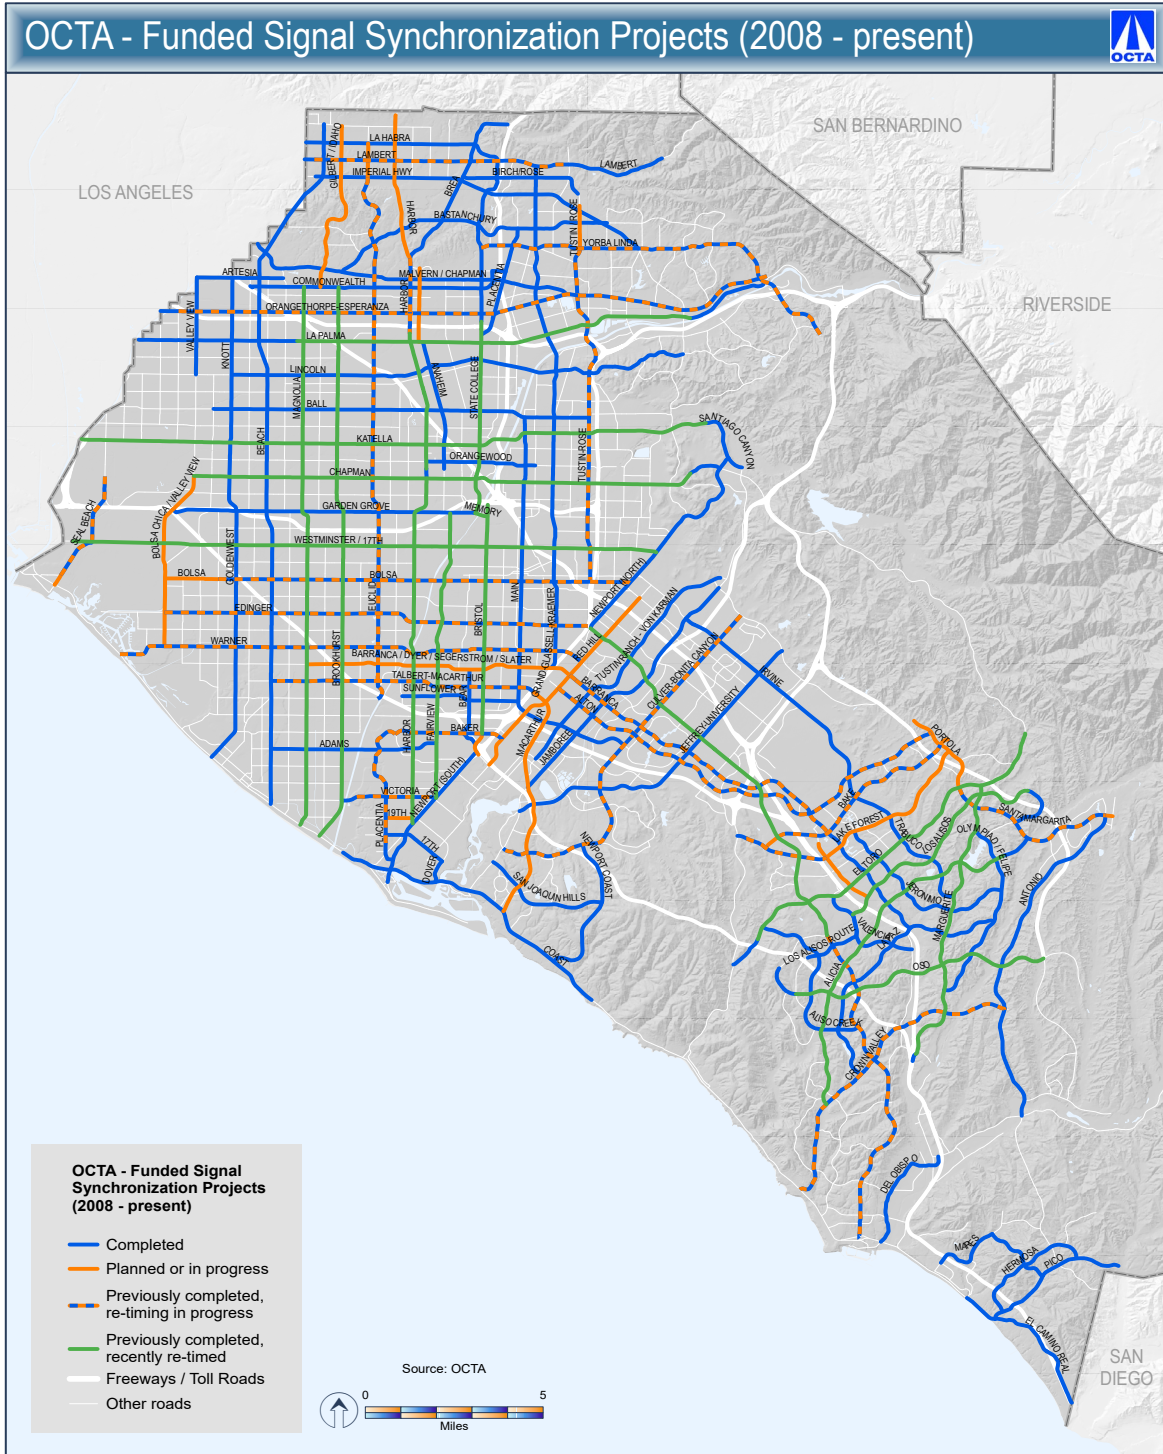 OCTA - Funded Signal Synchronization Projects (2008 - present)
OCTA
SAN BERNARDINO
LOS ANGELES
RIVERSIDE
GILBERT / IDAHO
LA HABRA
LAMBERT
LAMBERT
IMPERIAL HWY
BIRCH/ROSE
BREA
HARBOR
BASTANCHURY
TUSTIN / ROSE
YORBA LINDA
ARTESIA
COMMONWEALTH
MALVERN / CHAPMAN
PLACENTIA
HARBOR
ORANGETHORPE-ESPERANZA
VALLEY VIEW
LA PALMA
KNOTT
LINCOLN
ANAHEIM
STATE COLLEGE
MAGNOLIA
BALL
BEACH
KATELLA
SANTIAGO CANYON
ORANGEWOOD
TUSTIN-ROSE
CHAPMAN
BOLSA CHICA / VALLEY VIEW
SEAL BEACH
GARDEN GROVE
MEMORY
WESTMINSTER / 17TH
GOLDENWEST
BOLSA
BOLSA
EUCLID
MAIN
NEWPORT (NORTH)
EDINGER
BRISTOL
GRAND-GLASSELL-KRAEMER
TUSTIN RANCH - VON KARMAN
WARNER
BROOKHURST
BARRANCA / DYER / SEGERSTROM / SLATER
RED HILL
CULVER-BONITA CANYON
IRVINE
TALBERT-MACARTHUR
SUNFLOWER
BEAR
BARRANCA
ALTON
JEFFREY-UNIVERSITY
HARBOR
FAIRVIEW
BAKER
MACARTHUR
JAMBOREE
ADAMS
PORTOLA
NEWPORT (SOUTH)
VICTORIA
19TH
PLACENTIA
17TH
DOVER
BAKE
LAKE FOREST
TRABUCO
LOS ALISOS
OLYMPIAD / FELIPE
SANTA MARGARITA
NEWPORT COAST
EL TORO
SAN JOAQUIN HILLS
JERONIMO
MARGUERITE
ANTONIO
COAST
LOS ALISOS ROUTE
VALENCIA
LA PAZ
ALICIA
OSO
ALISO CREEK
CROWN VALLEY
DEL OBISPO
MARES
HERMOSA
PICO
EL CAMINO REAL
SAN
DIEGO
OCTA - Funded Signal
Synchronization Projects
(2008 - present)
Completed
Planned or in progress
Previously completed,
re-timing in progress
Previously completed,
recently re-timed
Freeways / Toll Roads
Other roads
Source: OCTA
0
5
Miles